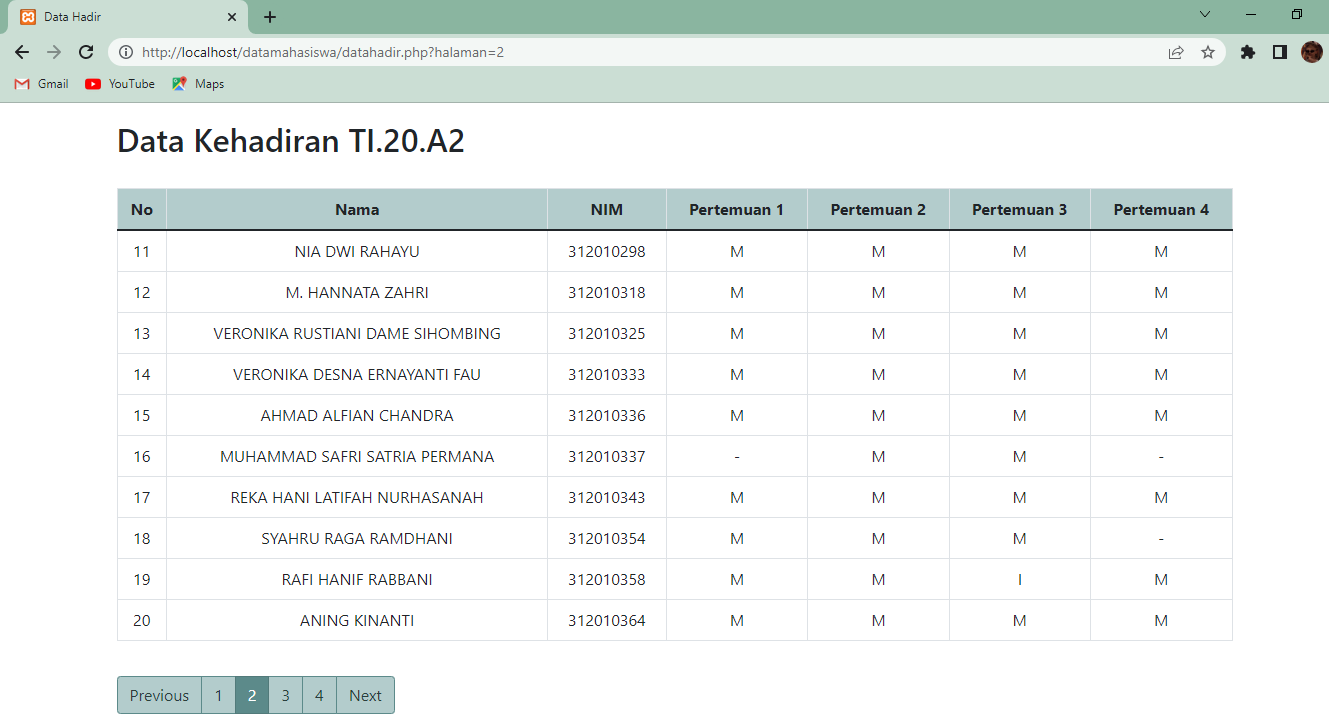 Data Hadir
http://localhost/datamahasiswa/datahadir.php?halaman=2
Gmail YouTube Maps
Data Kehadiran TI.20.A2
No Nama NIM Pertemuan 1 Pertemuan 2 Pertemuan 3 Pertemuan 4
11 NIA DWI RAHAYU 312010298 M M M M
12 M. HANNATA ZAHRI 312010318 M M M M
13 VERONIKA RUSTIANI DAME SIHOMBING 312010325 M M M M
14 VERONIKA DESNA ERNAYANTI FAU 312010333 M M M M
15 AHMAD ALFIAN CHANDRA 312010336 M M M M
16 MUHAMMAD SAFRI SATRIA PERMANA 312010337 - M M -
17 REKA HANI LATIFAH NURHASANAH 312010343 M M M M
18 SYAHRU RAGA RAMDHANI 312010354 M M M -
19 RAFI HANIF RABBANI 312010358 M M I M
20 ANING KINANTI 312010364 M M M M
Previous 1 2 3 4 Next